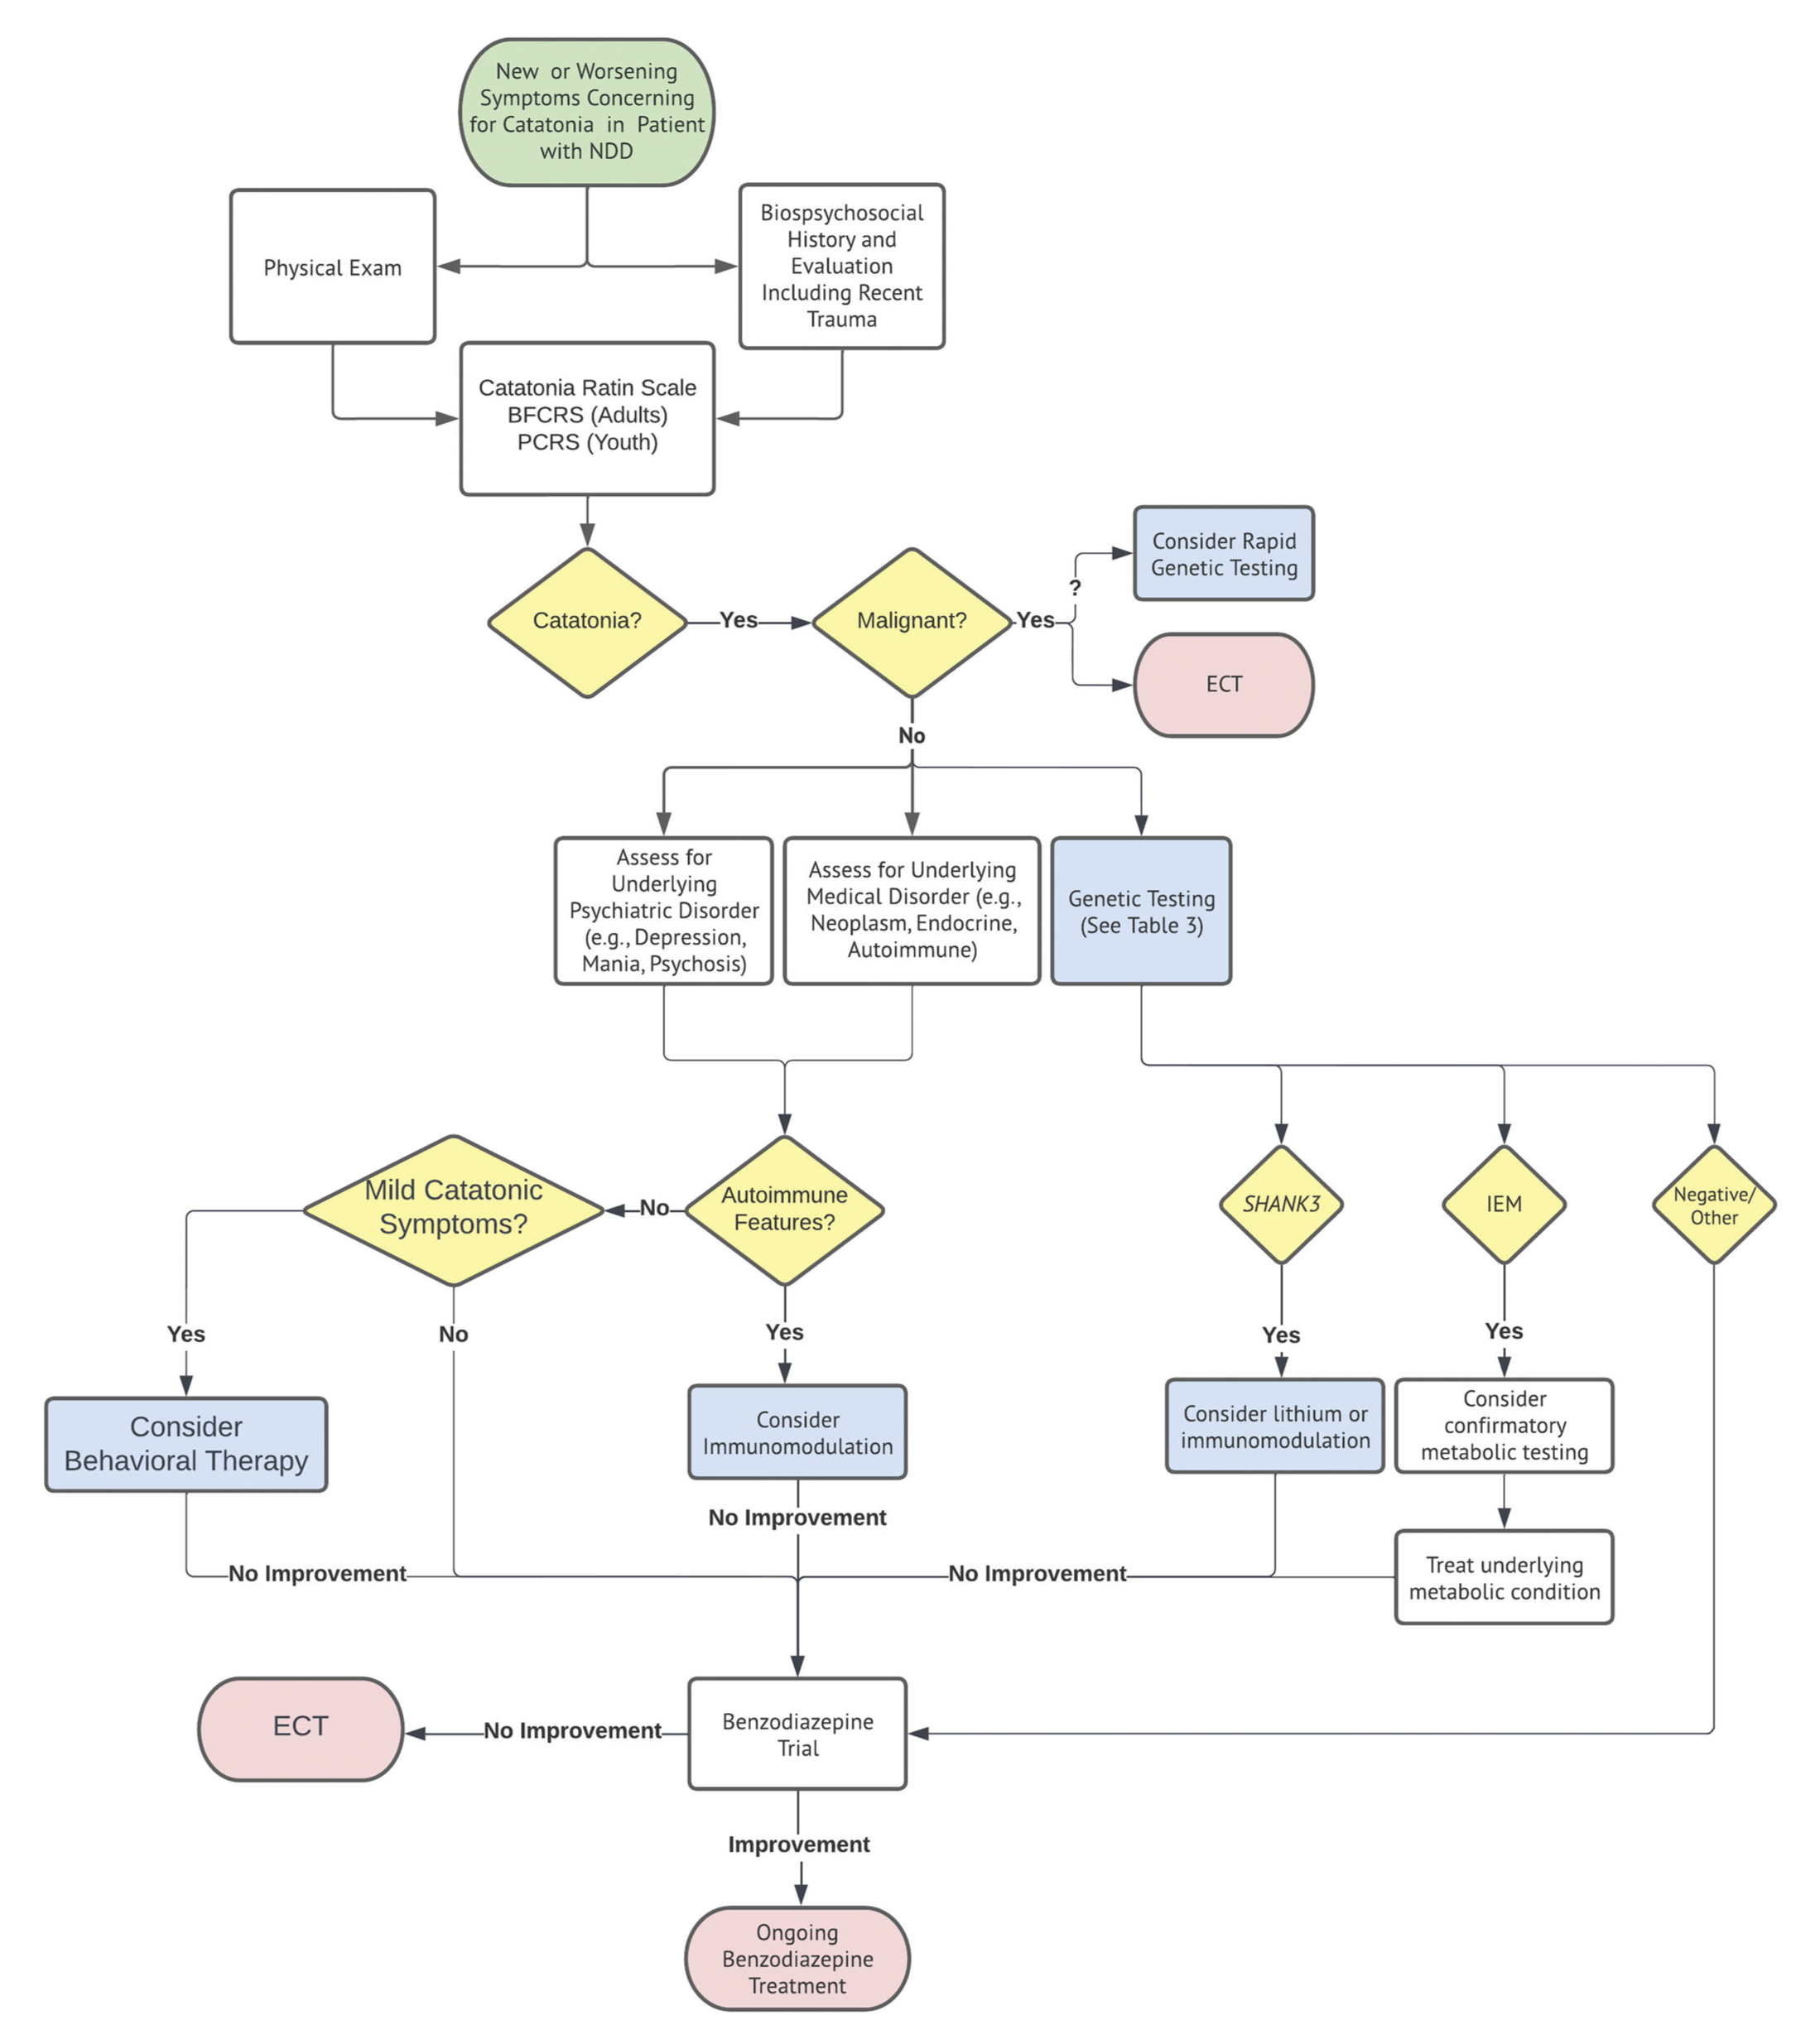 New or Worsening
Symptoms Concerning
for Catatonia in Patient
with NDD
Physical Exam
Biospsychosocial
History and
Evaluation
Including Recent
Trauma
Catatonia Ratin Scale
BFCRS (Adults)
PCRS (Youth)
Catatonia?
Yes
Malignant?
Yes
?
Consider Rapid
Genetic Testing
ECT
No
Assess for
Underlying
Psychiatric Disorder
(e.g., Depression,
Mania, Psychosis)
Assess for Underlying
Medical Disorder (e.g.,
Neoplasm, Endocrine,
Autoimmune)
Genetic Testing
(See Table 3)
Mild Catatonic
Symptoms?
No
Autoimmune
Features?
SHANK3
IEM
Negative/
Other
Yes
No
Yes
Yes
Yes
Consider
Behavioral Therapy
Consider
Immunomodulation
Consider lithium or
immunomodulation
Consider
confirmatory
metabolic testing
No Improvement
No Improvement
No Improvement
Treat underlying
metabolic condition
ECT
No Improvement
Benzodiazepine
Trial
Improvement
Ongoing
Benzodiazepine
Treatment